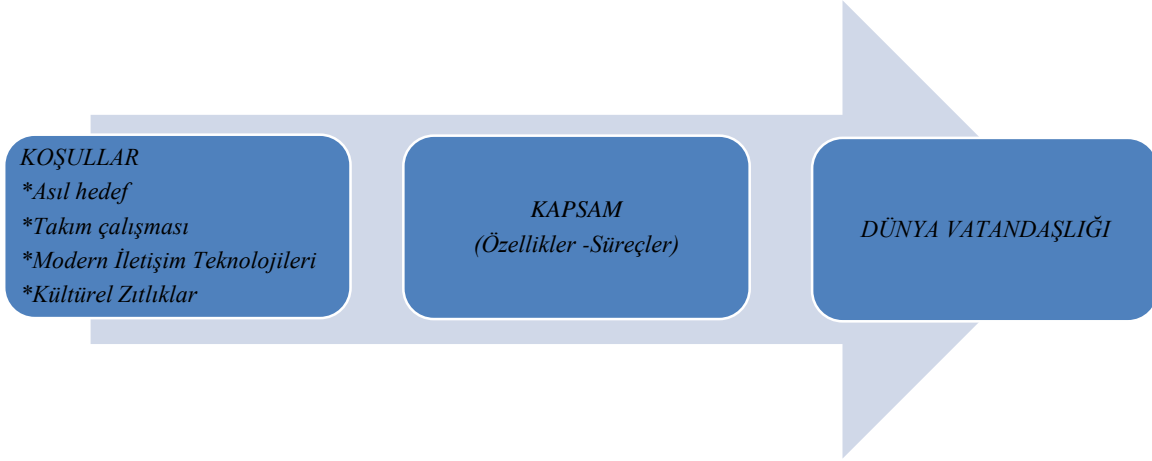 KOŞULLAR
*Asıl hedef
*Takım çalışması
*Modern İletişim Teknolojileri
*Kültürel Zıtlıklar
KAPSAM
(Özellikler -Süreçler)
DÜNYA VATANDAŞLIĞI